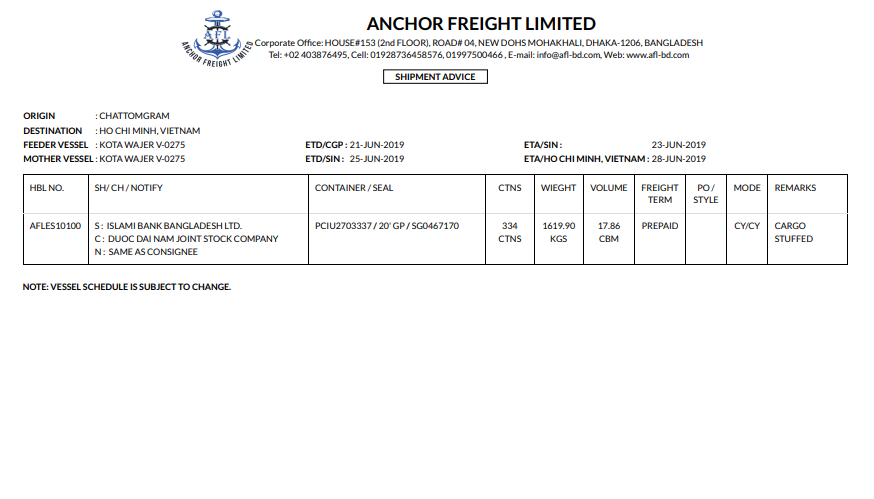 ANCHOR FREIGHT LIMITED
AFL
ANCHOR FREIGHT LIMITED
Corporate Office: HOUSE#153 (2nd FLOOR), ROAD# 04, NEW DOHS MOHAKHALI, DHAKA-1206, BANGLADESH
Tel: +02 403876495, Cell: 01928736458576, 01997500466 , E-mail: info@afl-bd.com, Web: www.afl-bd.com
SHIPMENT ADVICE
ORIGIN : CHATTOMGRAM
DESTINATION : HO CHI MINH, VIETNAM
FEEDER VESSEL : KOTA WAJER V-0275 ETD/CGP : 21-JUN-2019 ETA/SIN : 23-JUN-2019
MOTHER VESSEL : KOTA WAJER V-0275 ETD/SIN : 25-JUN-2019 ETA/HO CHI MINH, VIETNAM : 28-JUN-2019
HBL NO. SH/ CH / NOTIFY CONTAINER / SEAL CTNS WIEGHT VOLUME FREIGHT PO / MODE REMARKS
TERM STYLE
AFLES10100 S : ISLAMI BANK BANGLADESH LTD. PCIU2703337 / 20' GP / SG0467170 334 1619.90 17.86 PREPAID CY/CY CARGO
C : DUOC DAI NAM JOINT STOCK COMPANY CTNS KGS CBM STUFFED
N : SAME AS CONSIGNEE
NOTE: VESSEL SCHEDULE IS SUBJECT TO CHANGE.